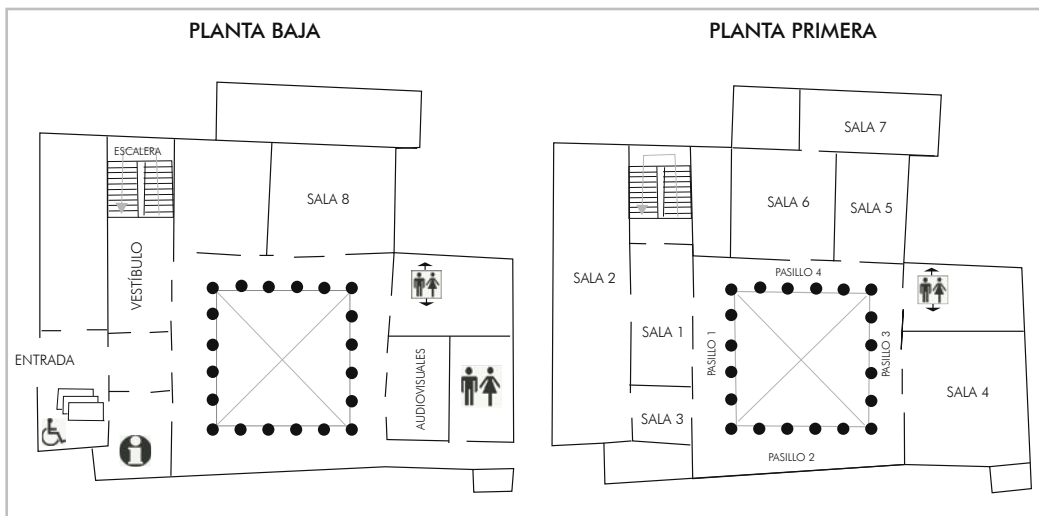 PLANTA BAJA
ESCALERA
SALA 8
VESTÍBULO
ENTRADA
AUDIOVISUALES
i
PLANTA PRIMERA
SALA 7
SALA 6
SALA 5
SALA 2
PASILLO 4
SALA 1
PASILLO 1
PASILLO 3
SALA 4
SALA 3
PASILLO 2